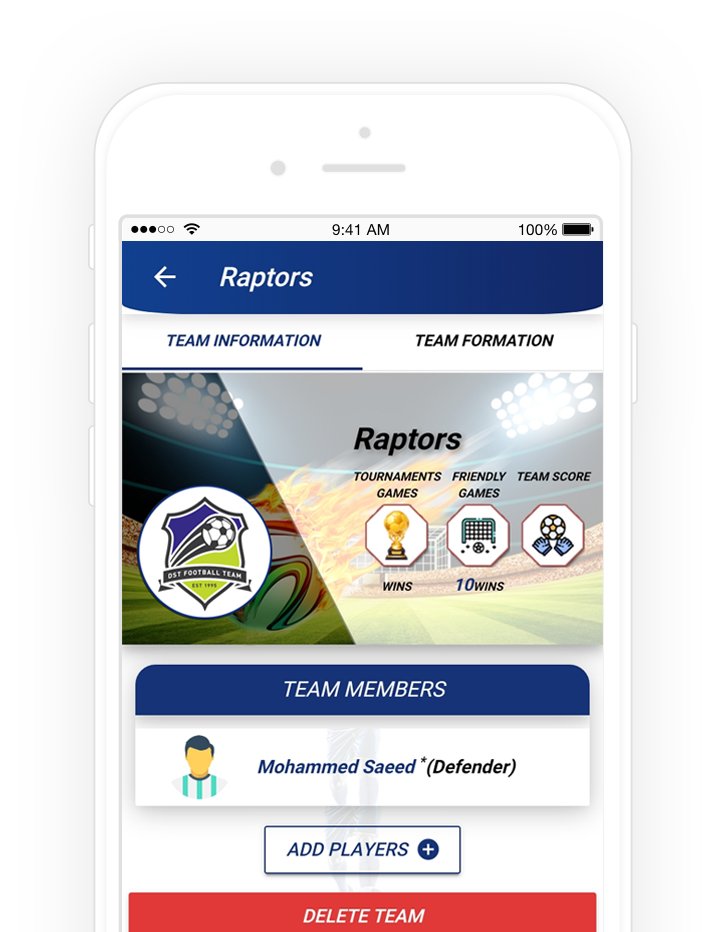 9:41 AM
100%
Raptors
TEAM INFORMATION
TEAM FORMATION
Raptors
TOURNAMENTS GAMES
FRIENDLY GAMES
TEAM SCORE
WINS
10WINS
OST FOOTBALL TEAM
EST 1995
TEAM MEMBERS
Mohammed Saeed *(Defender)
ADD PLAYERS
DELETE TEAM